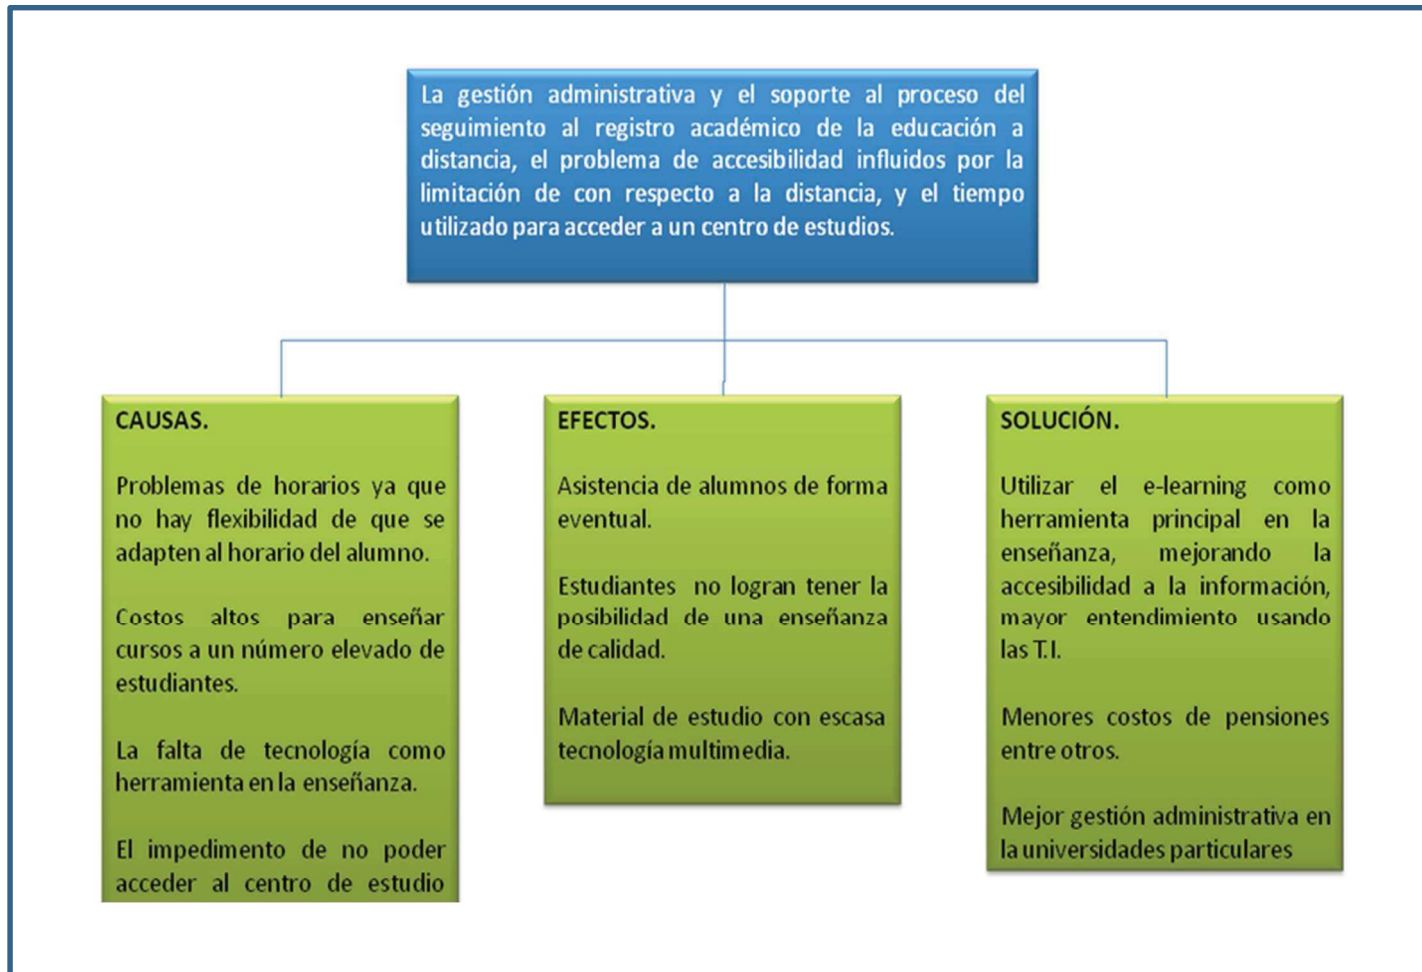 La gestión administrativa y el soporte al proceso del
seguimiento al registro académico de la educación a
distancia, el problema de accesibilidad influidos por la
limitación de con respecto a la distancia, y el tiempo
utilizado para acceder a un centro de estudios.
CAUSAS.
Problemas de horarios ya que
no hay flexibilidad de que se
adapten al horario del alumno.
Costos altos para enseñar
cursos a un número elevado de
estudiantes.
La falta de tecnología como
herramienta en la enseñanza.
El impedimento de no poder
acceder al centro de estudio
EFECTOS.
Asistencia de alumnos de forma
eventual.
Estudiantes no logran tener la
posibilidad de una enseñanza
de calidad.
Material de estudio con escasa
tecnología multimedia.
SOLUCIÓN.
Utilizar el e-learning como
herramienta principal en la
enseñanza, mejorando la
accesibilidad a la información,
mayor entendimiento usando
las T.I.
Menores costos de pensiones
entre otros.
Mejor gestión administrativa en
la universidades particulares